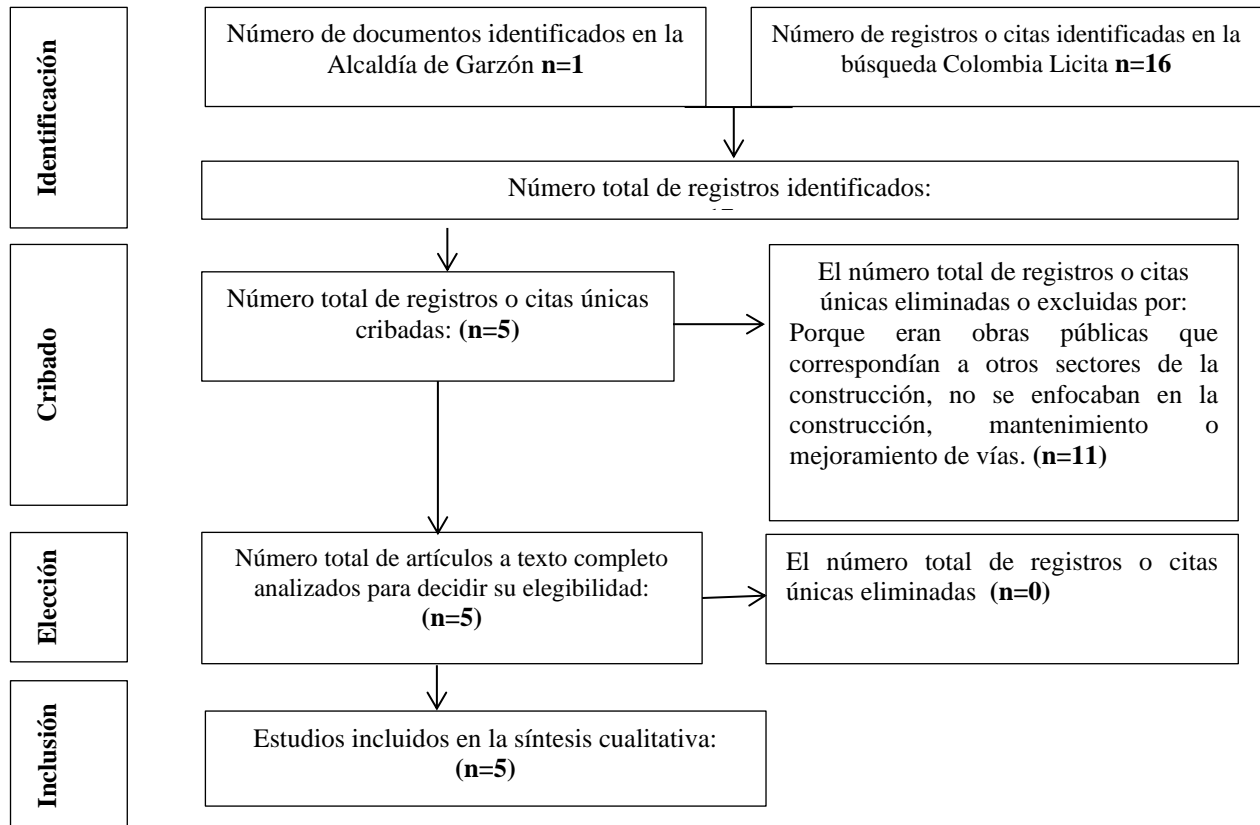 Identificación
Número de documentos identificados en la
Alcaldía de Garzón n=1
Número de registros o citas identificadas en la
búsqueda Colombia Licita n=16
Número total de registros identificados:
Cribado
Número total de registros o citas únicas
cribadas: (n=5)
El número total de registros o citas
únicas eliminadas o excluidas por:
Porque eran obras públicas que
correspondían a otros sectores de la
construcción, no se enfocaban en la
construcción, mantenimiento o
mejoramiento de vías. (n=11)
Elección
Número total de artículos a texto completo
analizados para decidir su elegibilidad:
(n=5)
El número total de registros o citas
únicas eliminadas (n=0)
Inclusión
Estudios incluidos en la síntesis cualitativa:
(n=5)